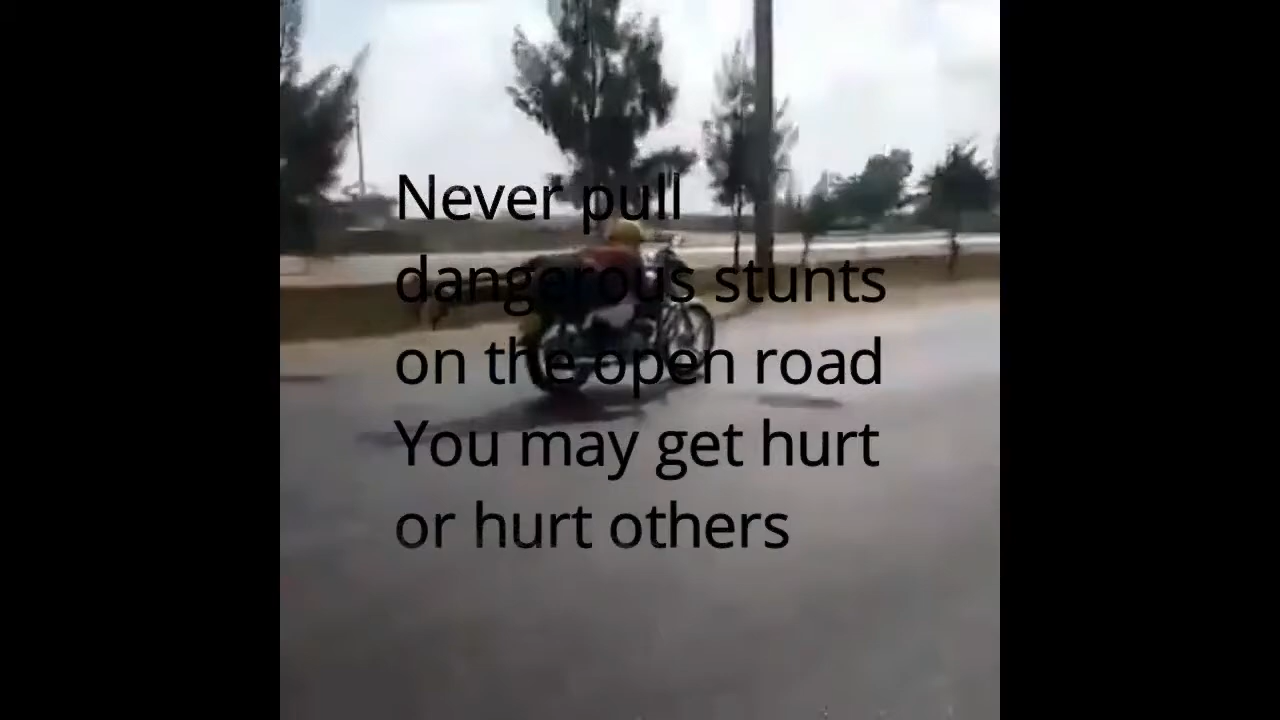 Never pull
dangerous stunts
on the open road
You may get hurt
or hurt others